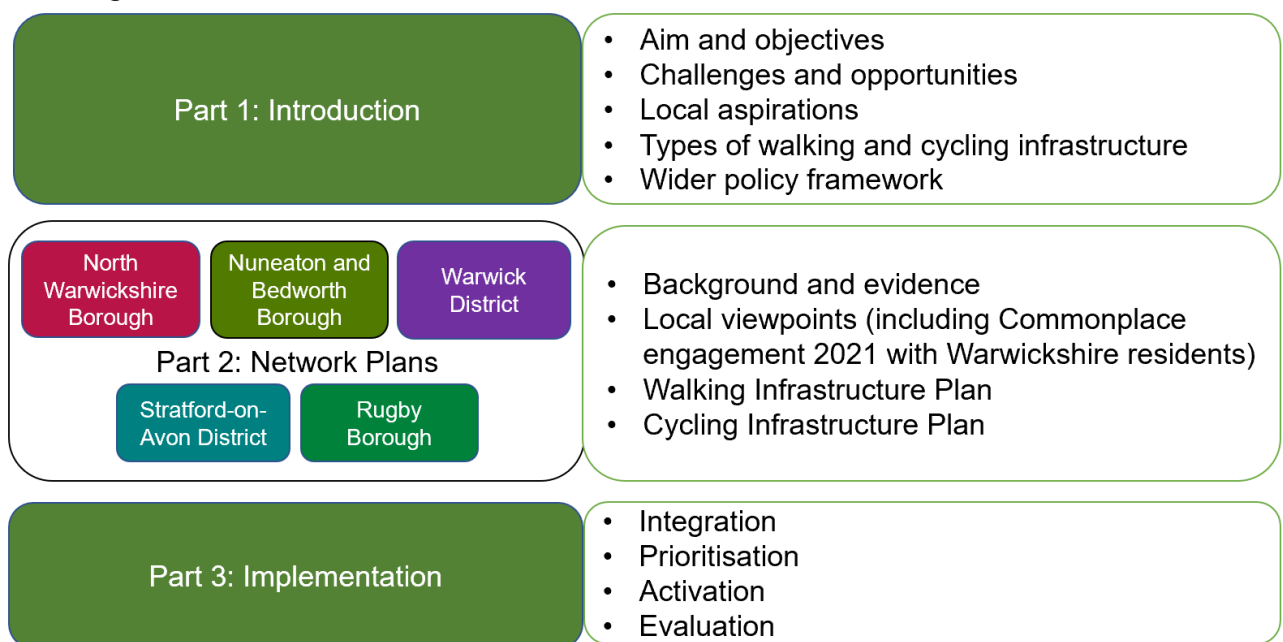 Part 1: Introduction
• Aim and objectives
• Challenges and opportunities
• Local aspirations
• Types of walking and cycling infrastructure
• Wider policy framework
North
Warwickshire
Borough
Nuneaton and
Bedworth
Borough
Warwick
District
Part 2: Network Plans
Stratford-on-
Avon District
Rugby
Borough
• Background and evidence
• Local viewpoints (including Commonplace
engagement 2021 with Warwickshire residents)
• Walking Infrastructure Plan
• Cycling Infrastructure Plan
Part 3: Implementation
• Integration
• Prioritisation
• Activation
• Evaluation